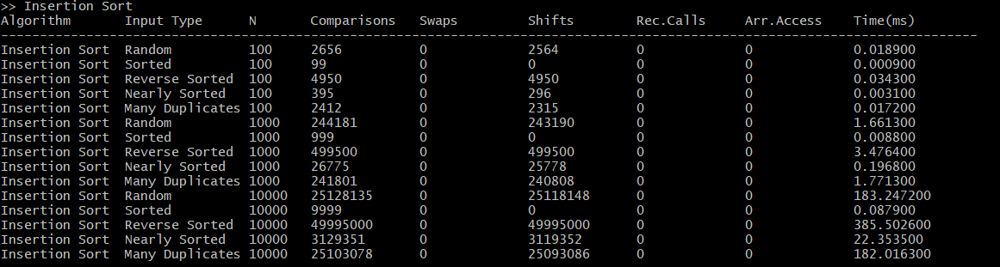 >> Insertion Sort
Algorithm Input Type N Comparisons Swaps Shifts Rec.Calls Arr.Access Time(ms)
-----------------------------------------------------------------------------------------------------------------------------
Insertion Sort Random 100 2656 0 2564 0 0 0.018900
Insertion Sort Sorted 100 99 0 0 0 0 0.000900
Insertion Sort Reverse Sorted 100 4950 0 4950 0 0 0.034300
Insertion Sort Nearly Sorted 100 395 0 296 0 0 0.003100
Insertion Sort Many Duplicates 100 2412 0 2315 0 0 0.017200
Insertion Sort Random 1000 244181 0 243190 0 0 1.661300
Insertion Sort Sorted 1000 999 0 0 0 0 0.008800
Insertion Sort Reverse Sorted 1000 499500 0 499500 0 0 3.476400
Insertion Sort Nearly Sorted 1000 26775 0 25778 0 0 0.196800
Insertion Sort Many Duplicates 1000 241801 0 240808 0 0 1.771300
Insertion Sort Random 10000 25128135 0 25118148 0 0 183.247200
Insertion Sort Sorted 10000 9999 0 0 0 0 0.087900
Insertion Sort Reverse Sorted 10000 49995000 0 49995000 0 0 385.502600
Insertion Sort Nearly Sorted 10000 3129351 0 3119352 0 0 22.353500
Insertion Sort Many Duplicates 10000 25103078 0 25093086 0 0 182.016300